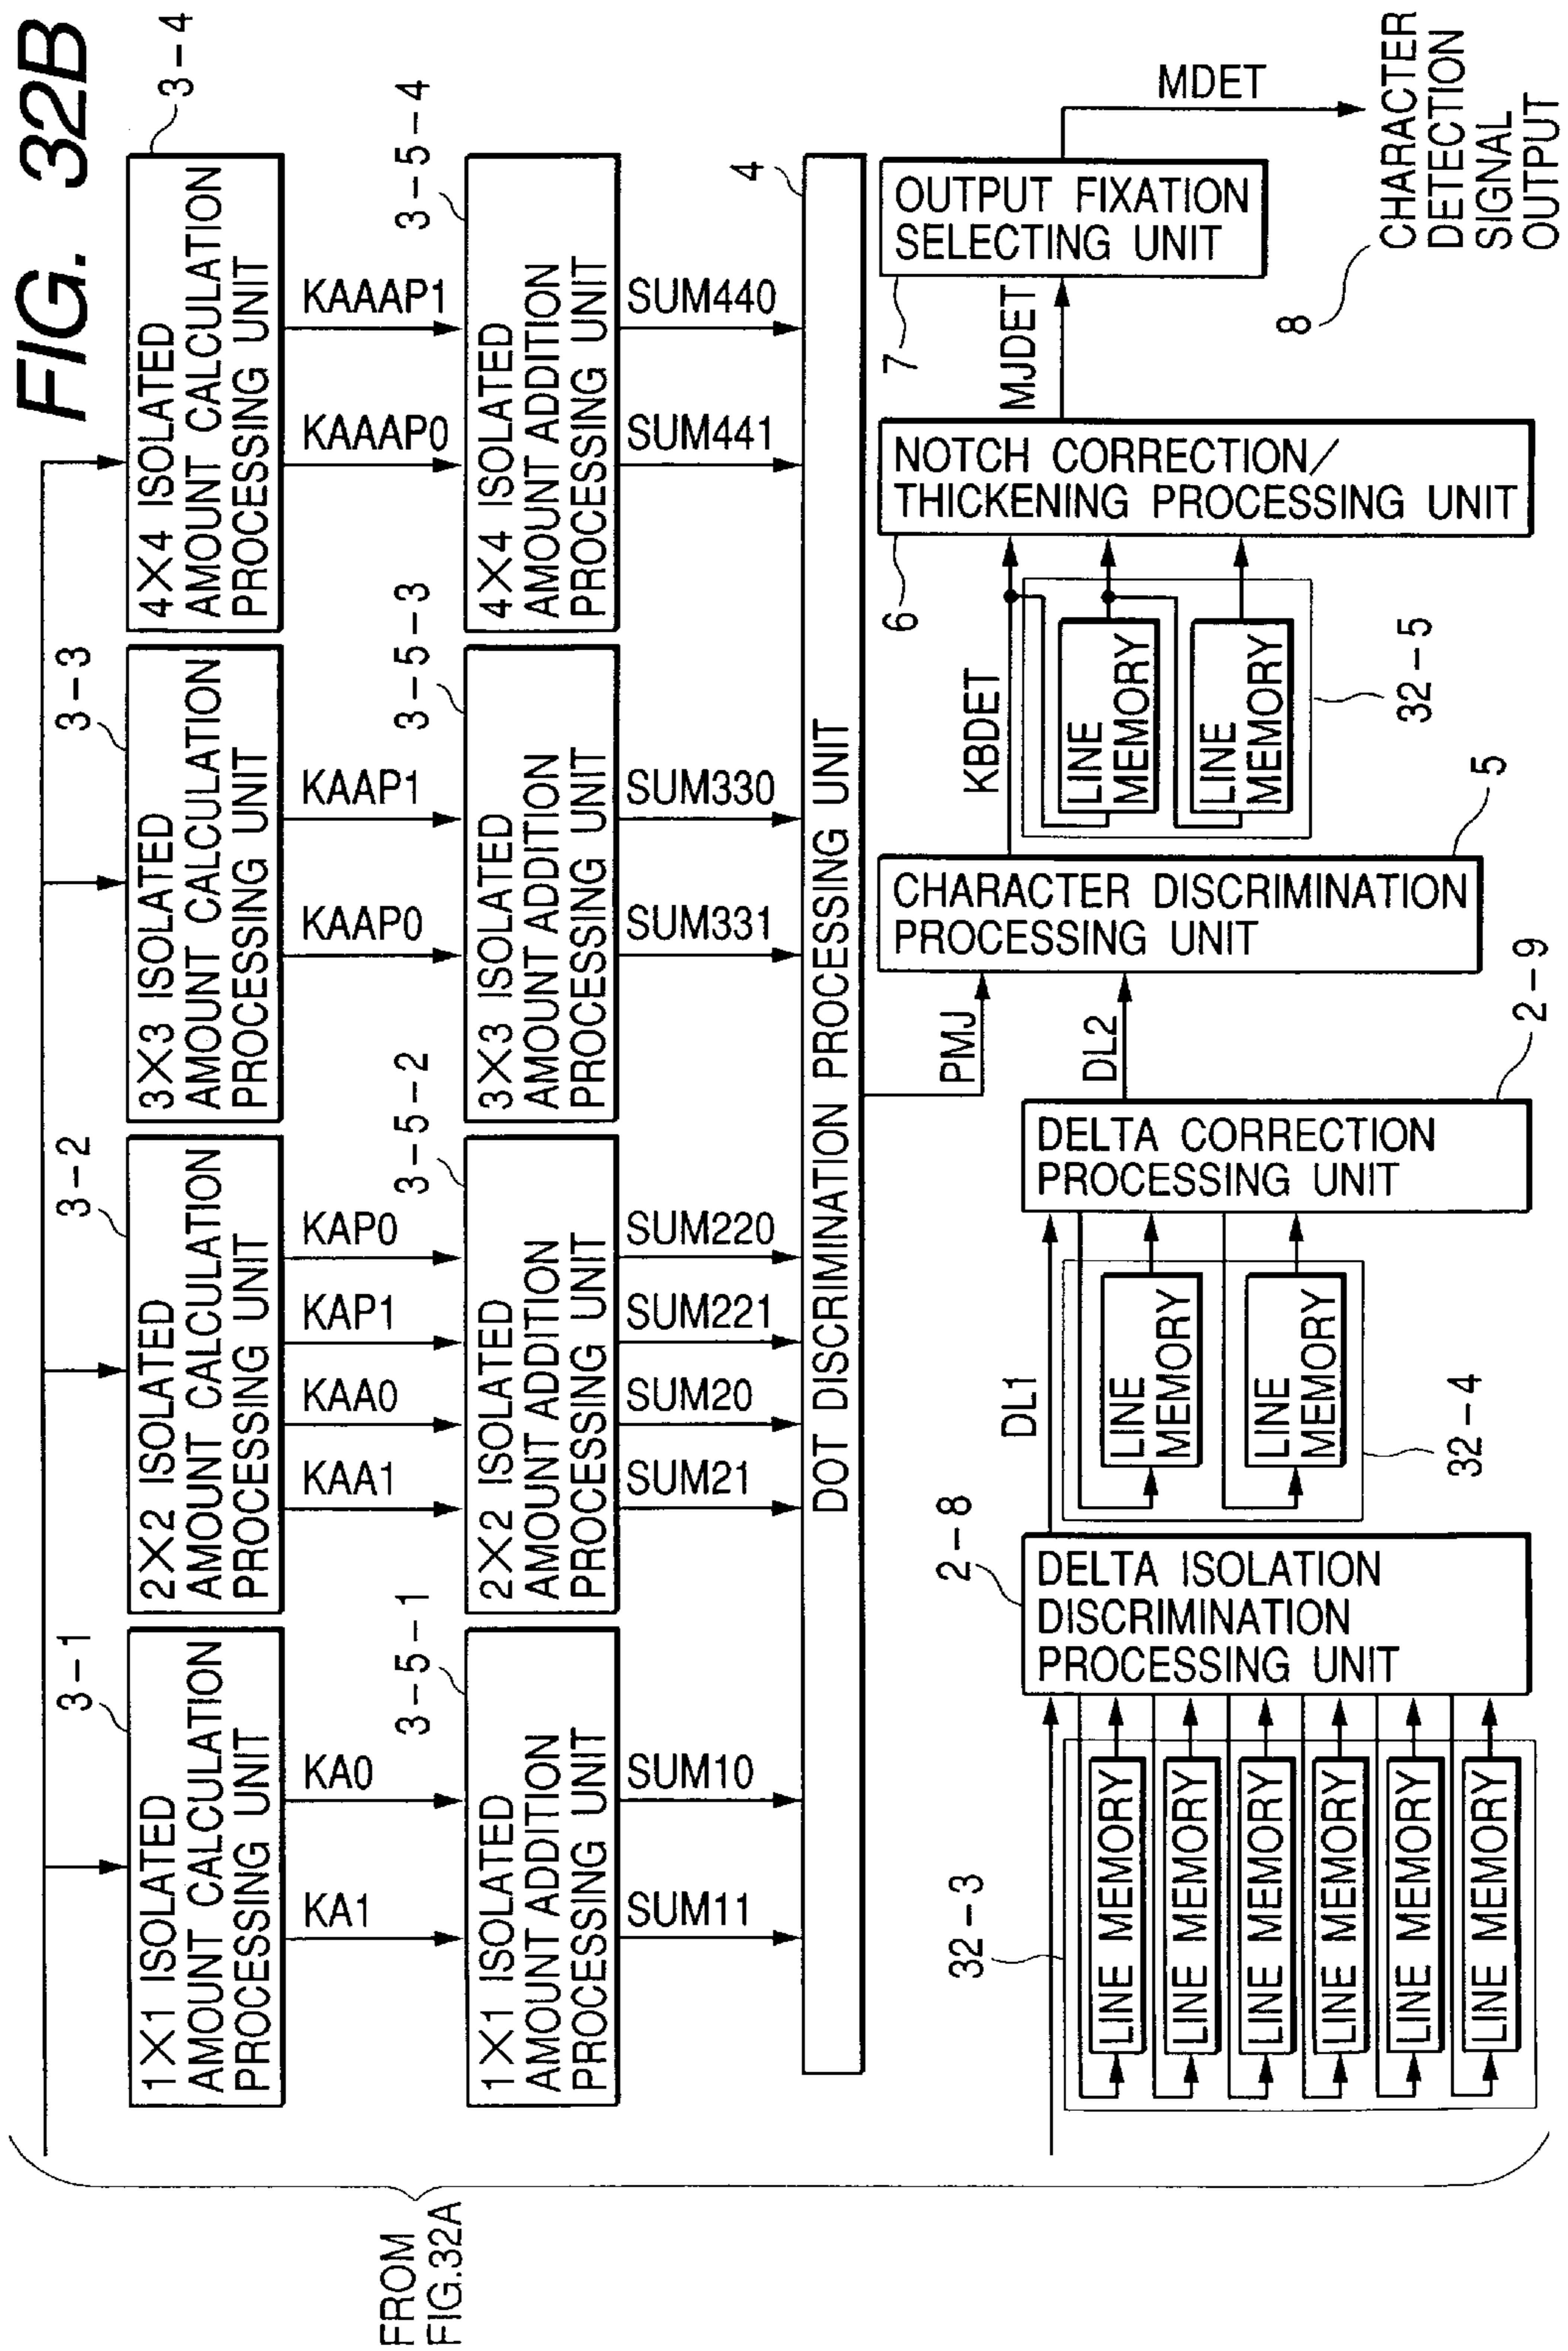 FIG. 32B
FROM
FIG.32A
3-1
3-2
3-3
3-4
1×1 ISOLATED
AMOUNT CALCULATION
PROCESSING UNIT
2×2 ISOLATED
AMOUNT CALCULATION
PROCESSING UNIT
3×3 ISOLATED
AMOUNT CALCULATION
PROCESSING UNIT
4×4 ISOLATED
AMOUNT CALCULATION
PROCESSING UNIT
KA1
KA0
KAA1
KAA0
KAP1
KAP0
KAAP0
KAAP1
KAAAP0
KAAAP1
3-5-1
3-5-2
3-5-3
3-5-4
1×1 ISOLATED
AMOUNT ADDITION
PROCESSING UNIT
2×2 ISOLATED
AMOUNT ADDITION
PROCESSING UNIT
3×3 ISOLATED
AMOUNT ADDITION
PROCESSING UNIT
4×4 ISOLATED
AMOUNT ADDITION
PROCESSING UNIT
SUM11
SUM10
SUM21
SUM20
SUM221
SUM220
SUM331
SUM330
SUM441
SUM440
4
DOT DISCRIMINATION PROCESSING UNIT
32-3
LINE MEMORY
LINE MEMORY
LINE MEMORY
LINE MEMORY
LINE MEMORY
LINE MEMORY
2-8
DELTA ISOLATION
DISCRIMINATION
PROCESSING UNIT
DL1
LINE
MEMORY
LINE
MEMORY
32-4
DELTA CORRECTION
PROCESSING UNIT
2-9
PMJ
DL2
CHARACTER DISCRIMINATION
PROCESSING UNIT
5
KBDET
LINE
MEMORY
LINE
MEMORY
32-5
6
NOTCH CORRECTION/
THICKENING PROCESSING UNIT
MJDET
7
OUTPUT FIXATION
SELECTING UNIT
MDET
8
CHARACTER
DETECTION
SIGNAL
OUTPUT